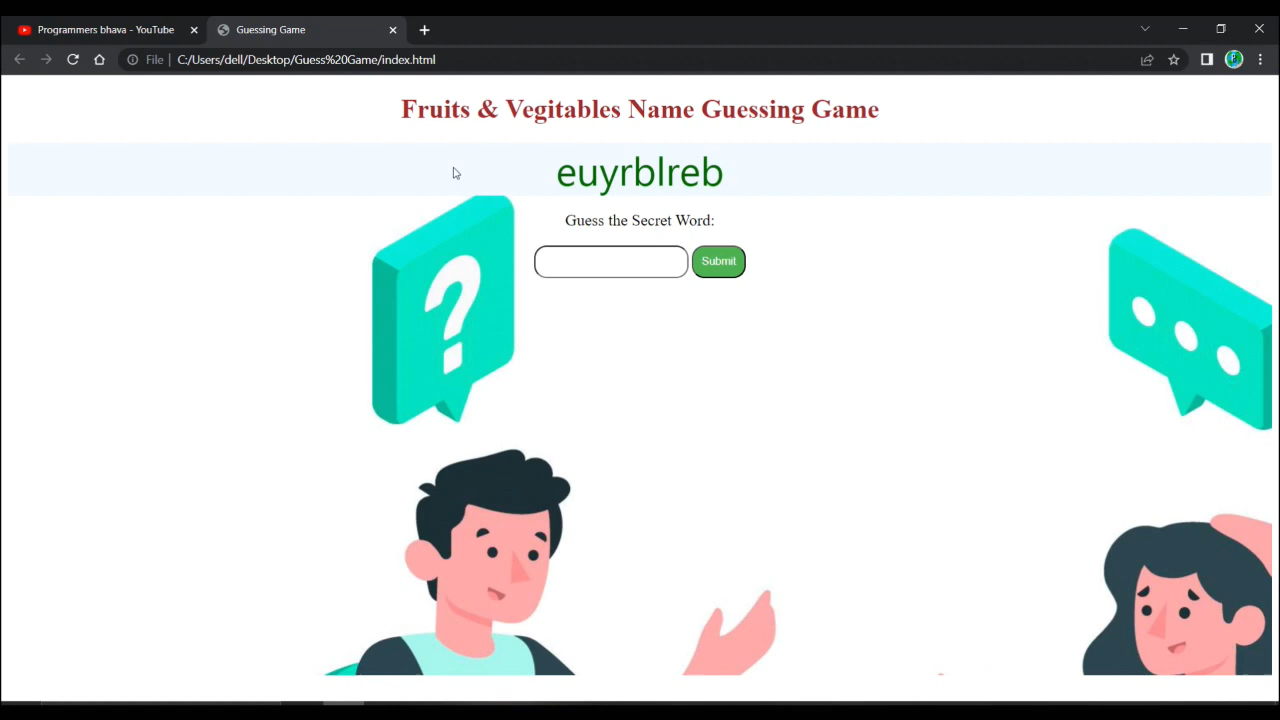 Programmers bhava - YouTube
Guessing Game
File
C:/Users/dell/Desktop/Guess%20Game/index.html
Fruits & Vegitables Name Guessing Game
euyrblreb
Guess the Secret Word:
Submit